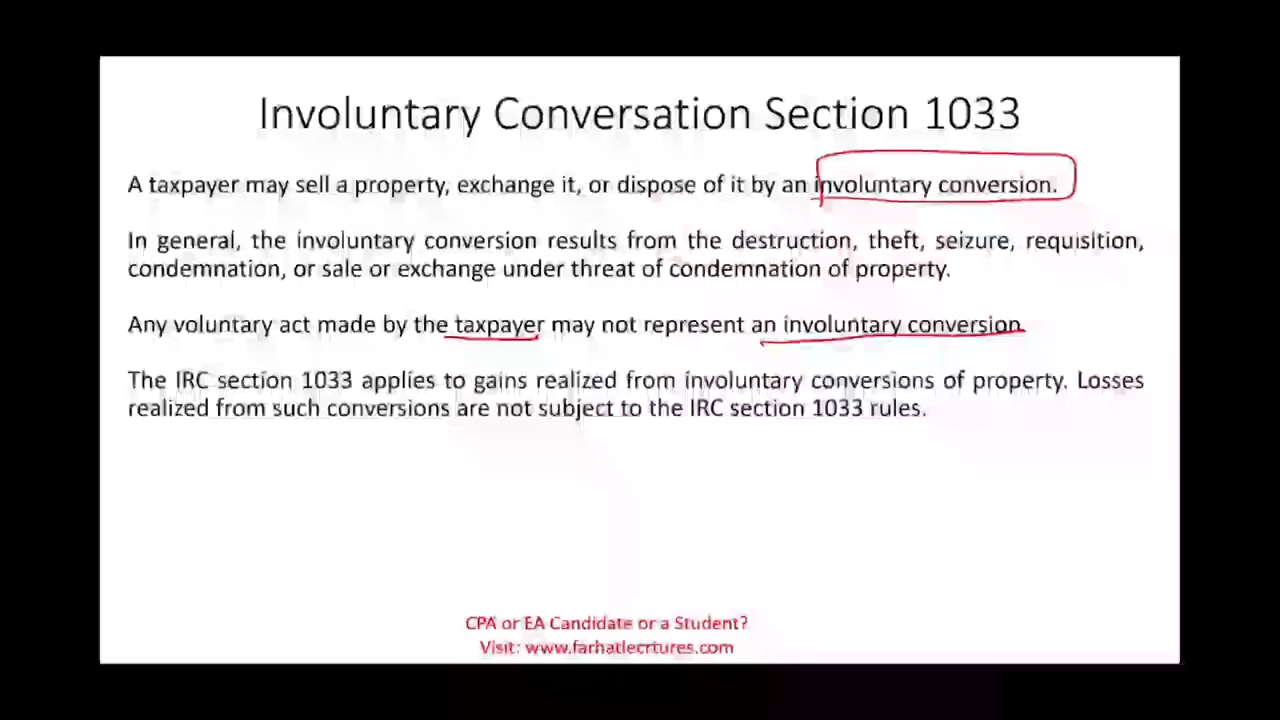 Involuntary Conversation Section 1033
A taxpayer may sell a property, exchange it, or dispose of it by an involuntary conversion.
In general, the involuntary conversion results from the destruction, theft, seizure, requisition,
condemnation, or sale or exchange under threat of condemnation of property.
Any voluntary act made by the taxpayer may not represent an involuntary conversion
The IRC section 1033 applies to gains realized from involuntary conversions of property. Losses
realized from such conversions are not subject to the IRC section 1033 rules.
CPA or EA Candidate or a Student?
Visit: www.farhatlecrtures.com